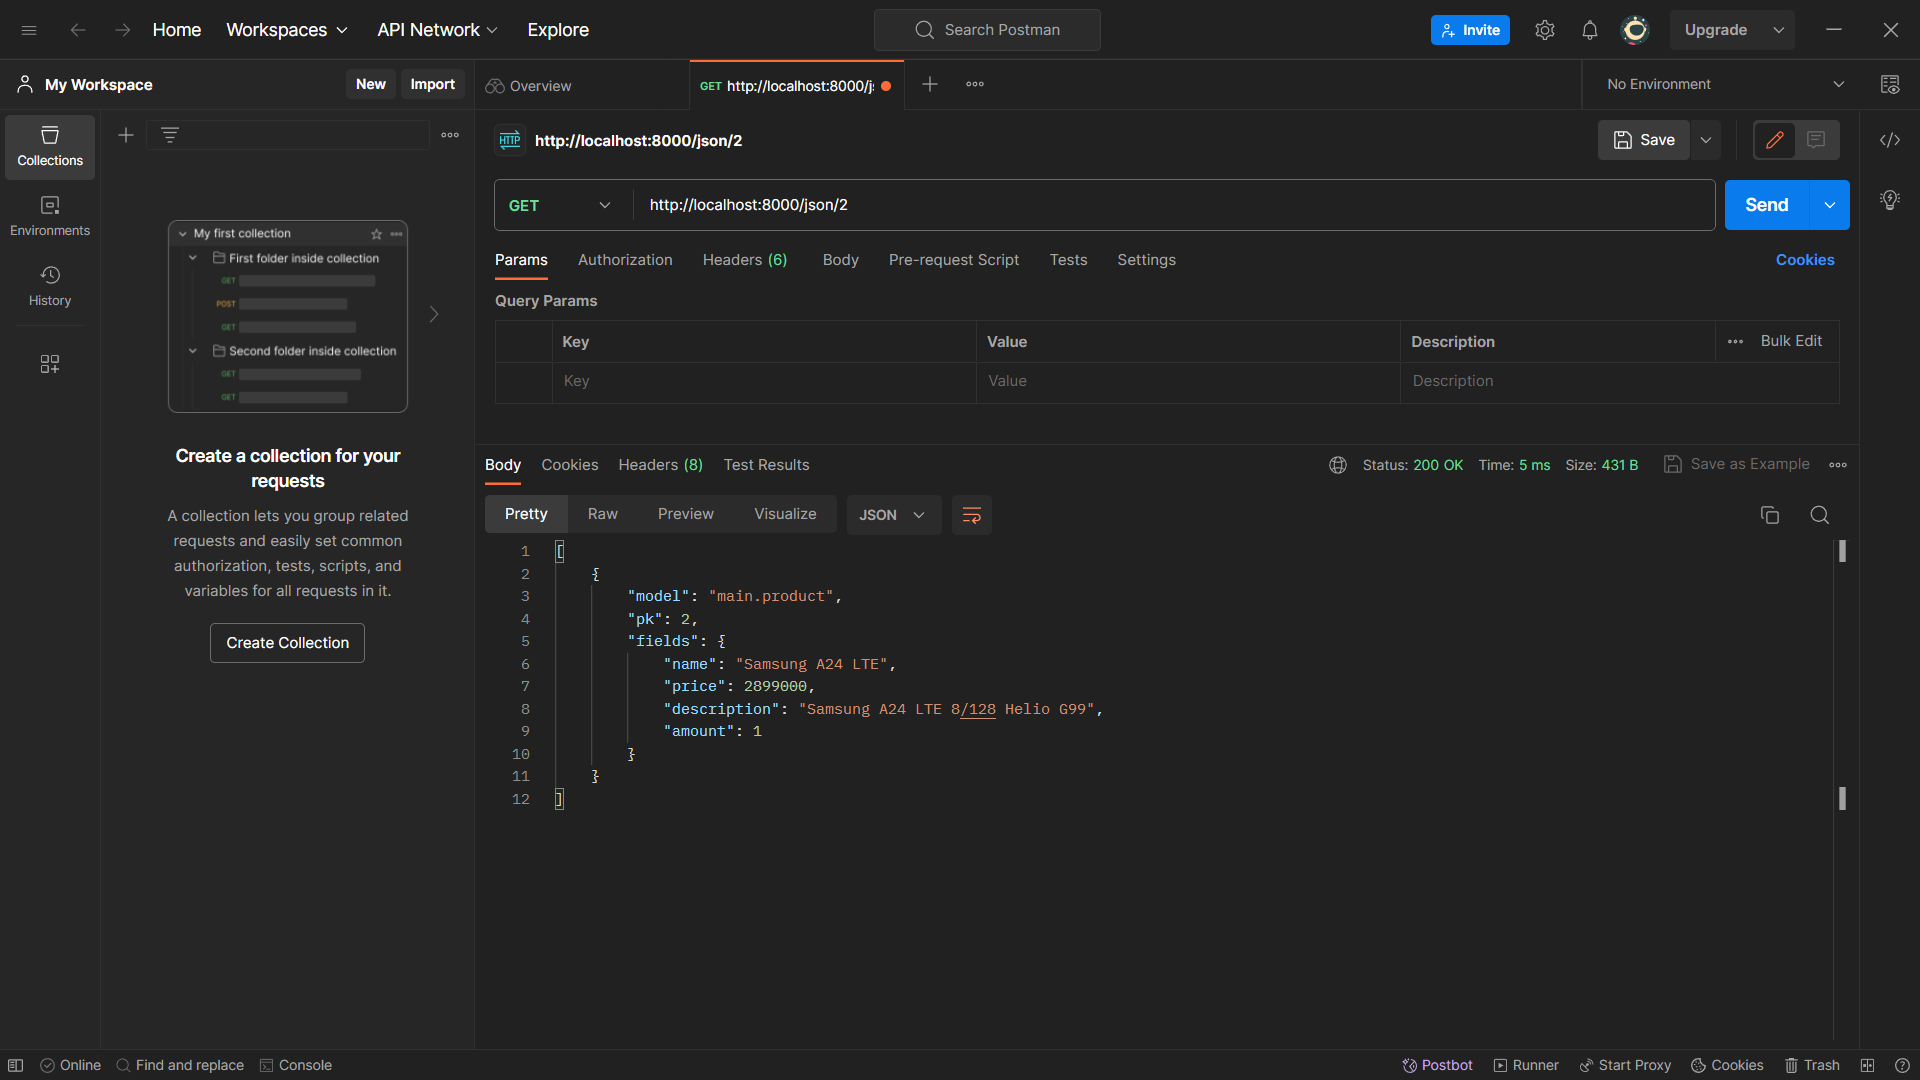 Home Workspaces API Network Explore Search Postman Invite Upgrade
My Workspace New Import Overview GET http://localhost:8000/js No Environment
Collections
Environments
History
My first collection
First folder inside collection
GET
POST
GET
Second folder inside collection
GET
GET
Create a collection for your
requests
A collection lets you group related
requests and easily set common
authorization, tests, scripts, and
variables for all requests in it.
Create Collection
HTTP http://localhost:8000/json/2 Save
GET http://localhost:8000/json/2 Send
Params Authorization Headers (6) Body Pre-request Script Tests Settings Cookies
Query Params
Key Value Description Bulk Edit
Key Value Description
Body Cookies Headers (8) Test Results Status: 200 OK Time: 5 ms Size: 431 B Save as Example
Pretty Raw Preview Visualize JSON
1 [
2 {
3 "model": "main.product",
4 "pk": 2,
5 "fields": {
6 "name": "Samsung A24 LTE",
7 "price": 2899000,
8 "description": "Samsung A24 LTE 8/128 Helio G99",
9 "amount": 1
10 }
11 }
12 ]
Online Find and replace Console Postbot Runner Start Proxy Cookies Trash